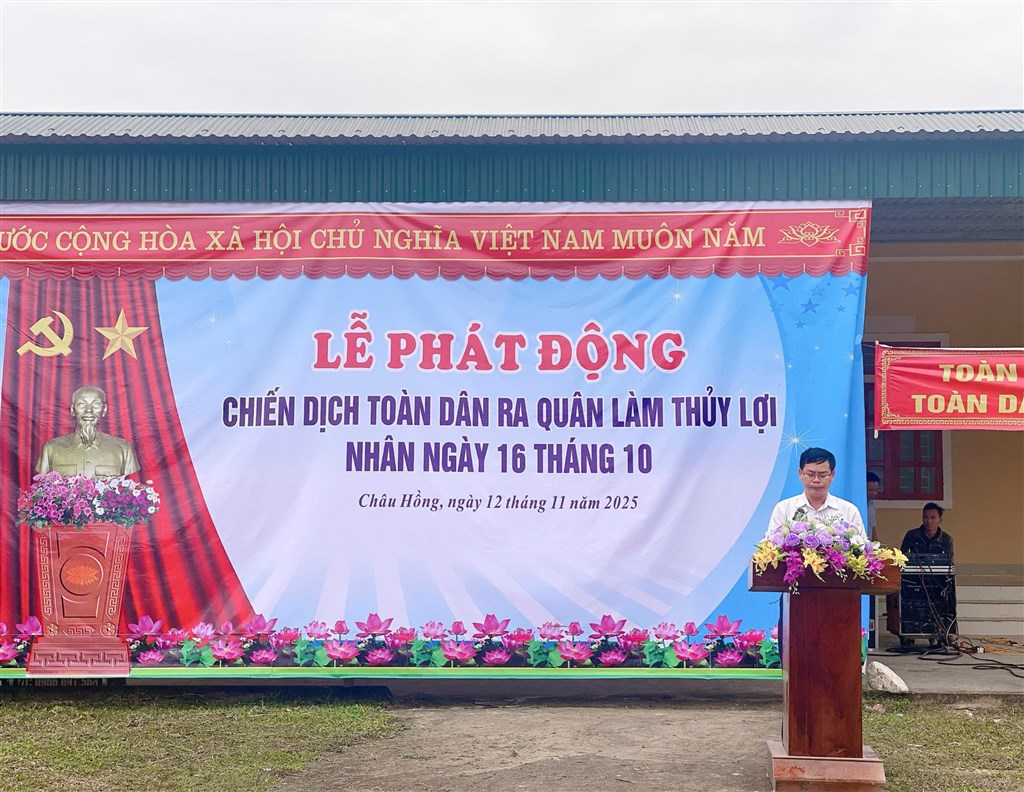 ƯỚC CỘNG HÒA XÃ HỘI CHỦ NGHĨA VIỆT NAM MUÔN NĂM
LỄ PHÁT ĐỘNG
CHIẾN DỊCH TOÀN DÂN RA QUÂN LÀM THỦY LỢI
NHÂN NGÀY 16 THÁNG 10
Châu Hồng, ngày 12 tháng 11 năm 2025
TOÀN
TOÀN DÂ